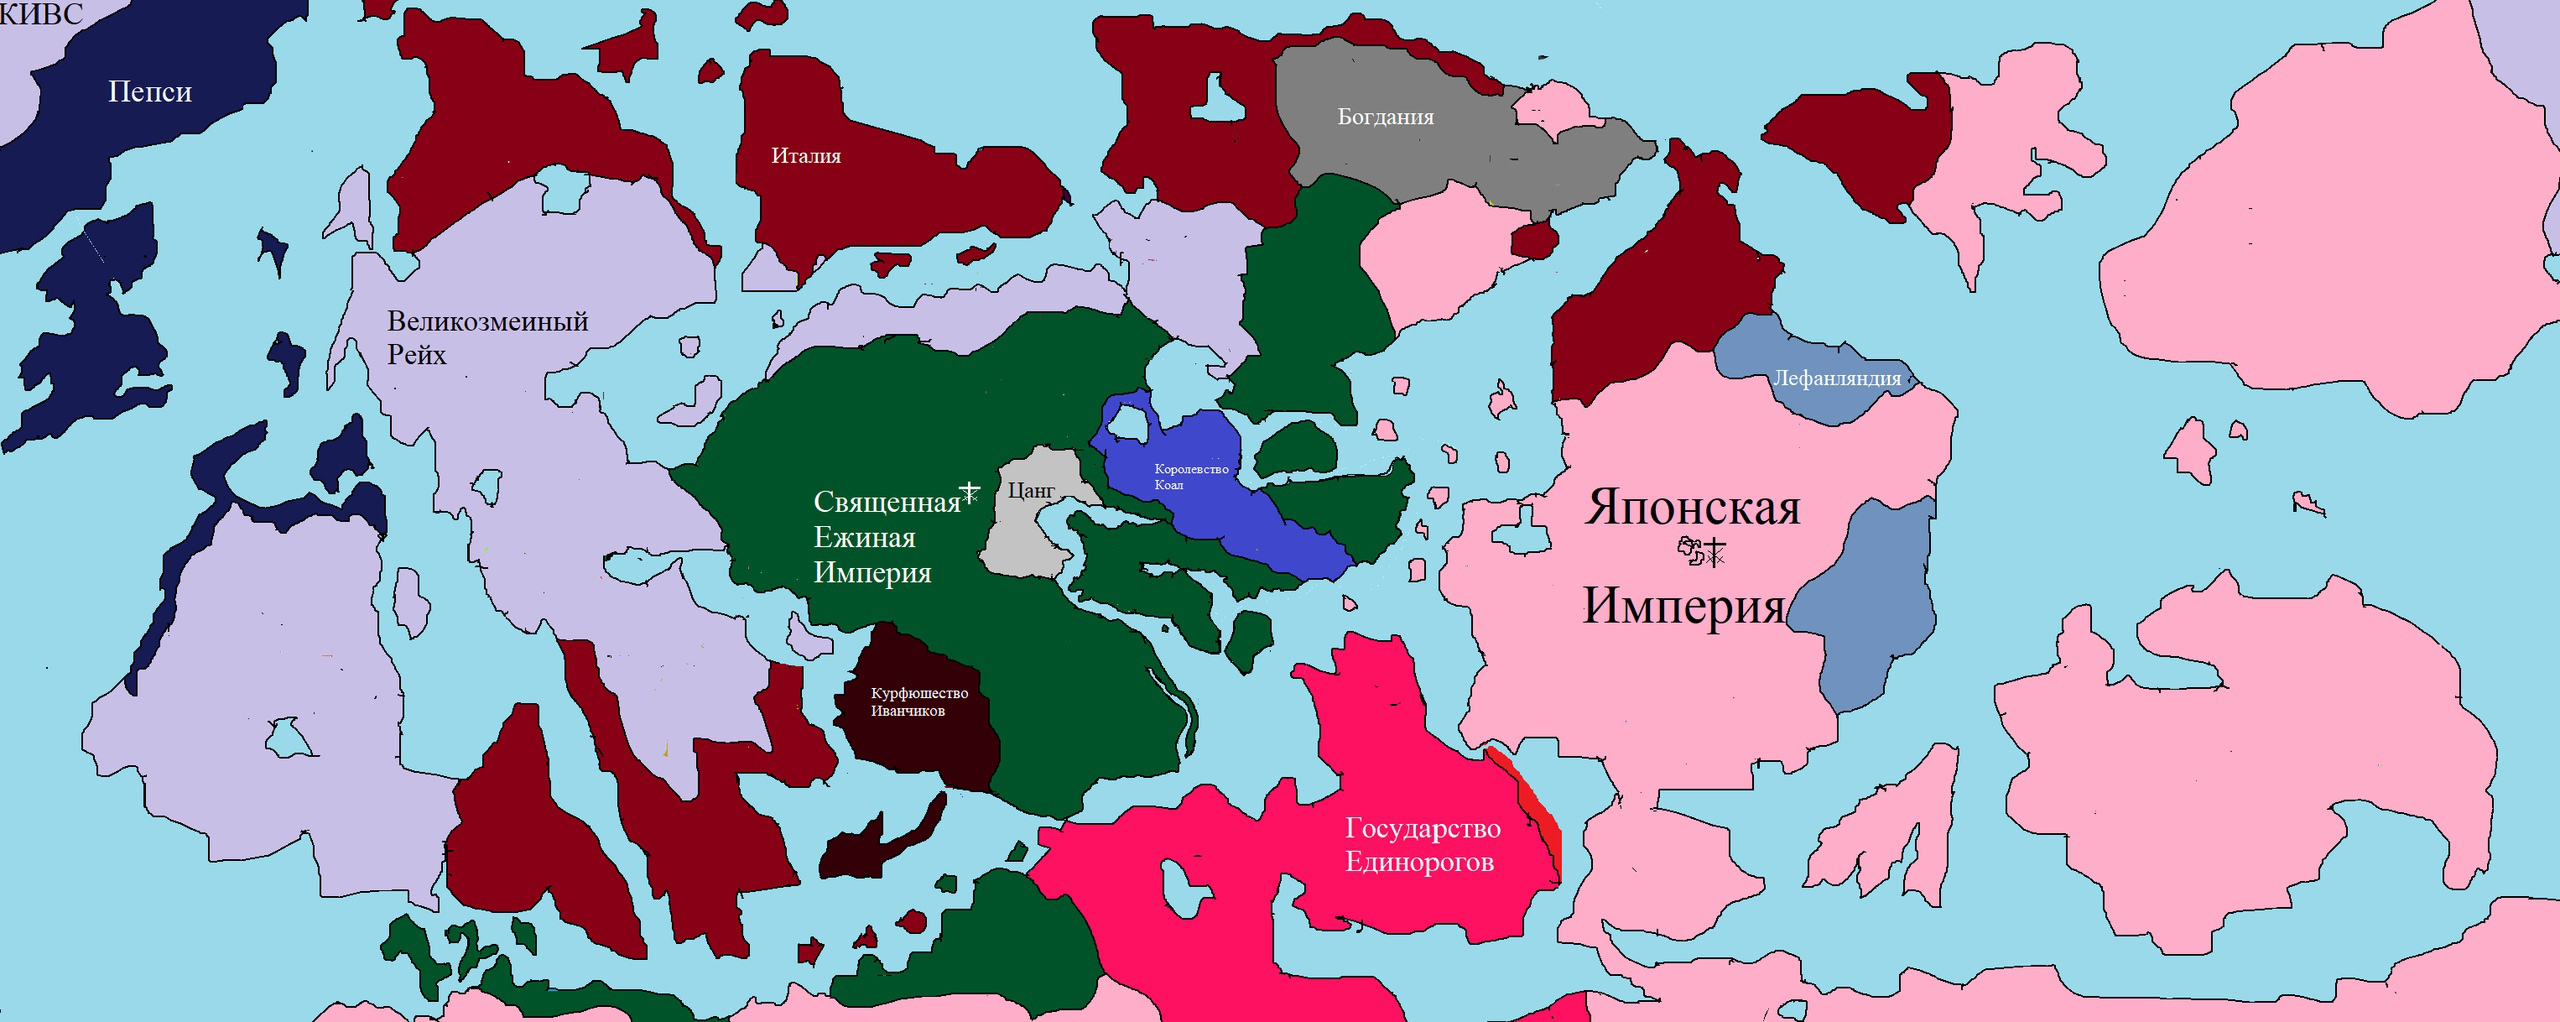 КИВС
Пепси
Италия
Богдания
Великозмеиный
Рейх
Лефанляндия
Королевство
Коал
Цанг
Священная
Ежиная
Империя
Японская
Империя
Курфюшество
Иванчиков
Государство
Единорогов